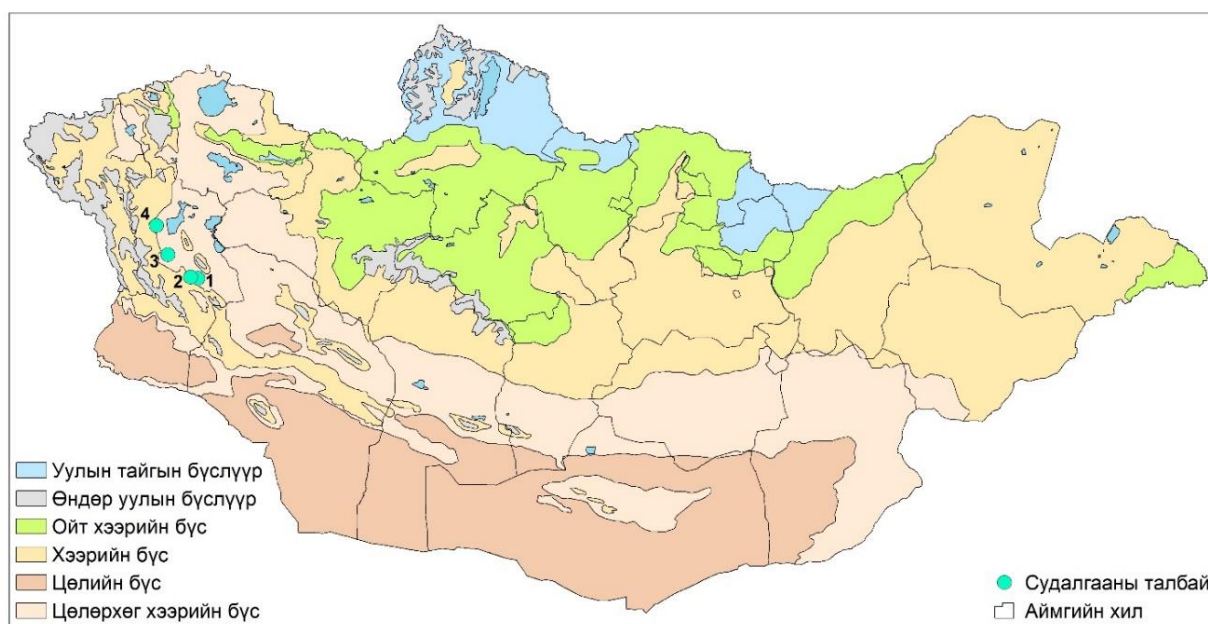 4
3
2
1
Уулын тайгын бүслүүр
Өндөр уулын бүслүүр
Ойт хээрийн бүс
Хээрийн бүс
Цөлийн бүс
Цөлөрхөг хээрийн бүс
Судалгааны талбай
Аймгийн хил